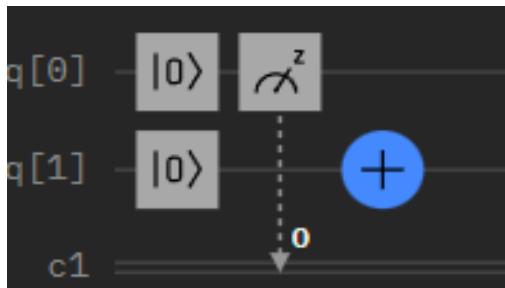 q[0] |0⟩ z
q[1] |0⟩ +
0
c1